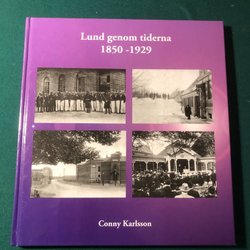 Lund genom tiderna
1850 -1929
Conny Karlsson